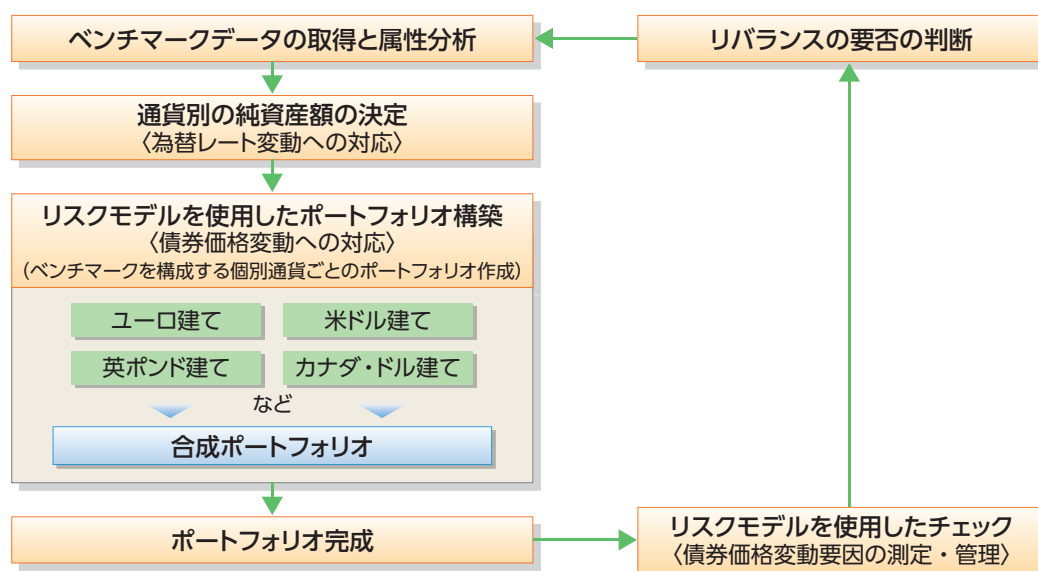 ベンチマークデータの取得と属性分析
リバランスの要否の判断
通貨別の純資産額の決定
〈為替レート変動への対応〉
リスクモデルを使用したポートフォリオ構築
〈債券価格変動への対応〉
（ベンチマークを構成する個別通貨ごとのポートフォリオ作成）
ユーロ建て
米ドル建て
英ポンド建て
カナダ・ドル建て
など
合成ポートフォリオ
ポートフォリオ完成
リスクモデルを使用したチェック
〈債券価格変動要因の測定・管理〉